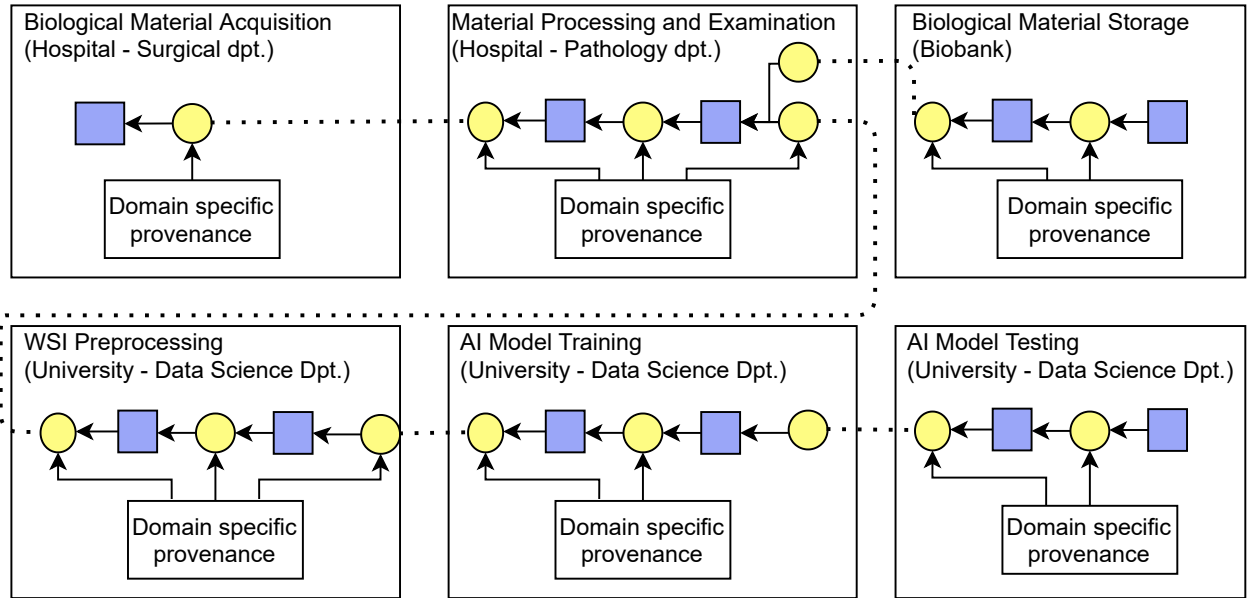 Biological Material Acquisition
(Hospital - Surgical dpt.)
Domain specific
provenance
Material Processing and Examination
(Hospital - Pathology dpt.)
Domain specific
provenance
Biological Material Storage
(Biobank)
Domain specific
provenance
WSI Preprocessing
(University - Data Science Dpt.)
Domain specific
provenance
AI Model Training
(University - Data Science Dpt.)
Domain specific
provenance
AI Model Testing
(University - Data Science Dpt.)
Domain specific
provenance